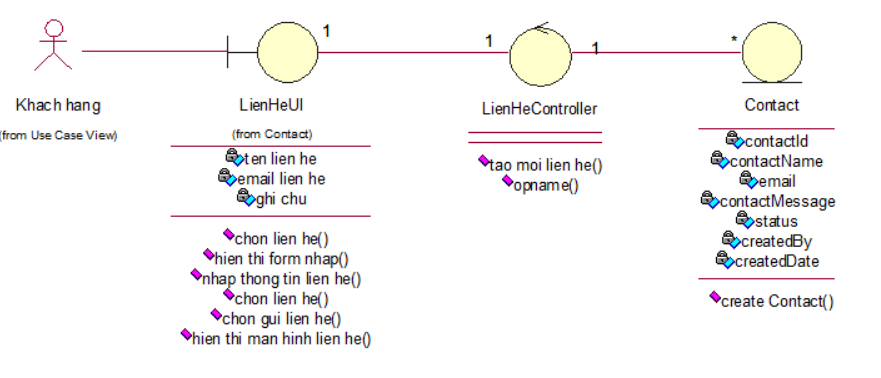 1
1
1
*
Khach hang
(from Use Case View)
LienHeUI
(from Contact)
ten lien he
email lien he
ghi chu
chon lien he()
hien thi form nhap()
nhap thong tin lien he()
chon lien he()
chon gui lien he()
hien thi man hinh lien he()
LienHeController
tao moi lien he()
opname()
Contact
contactId
contactName
email
contactMessage
status
createdBy
createdDate
create Contact()